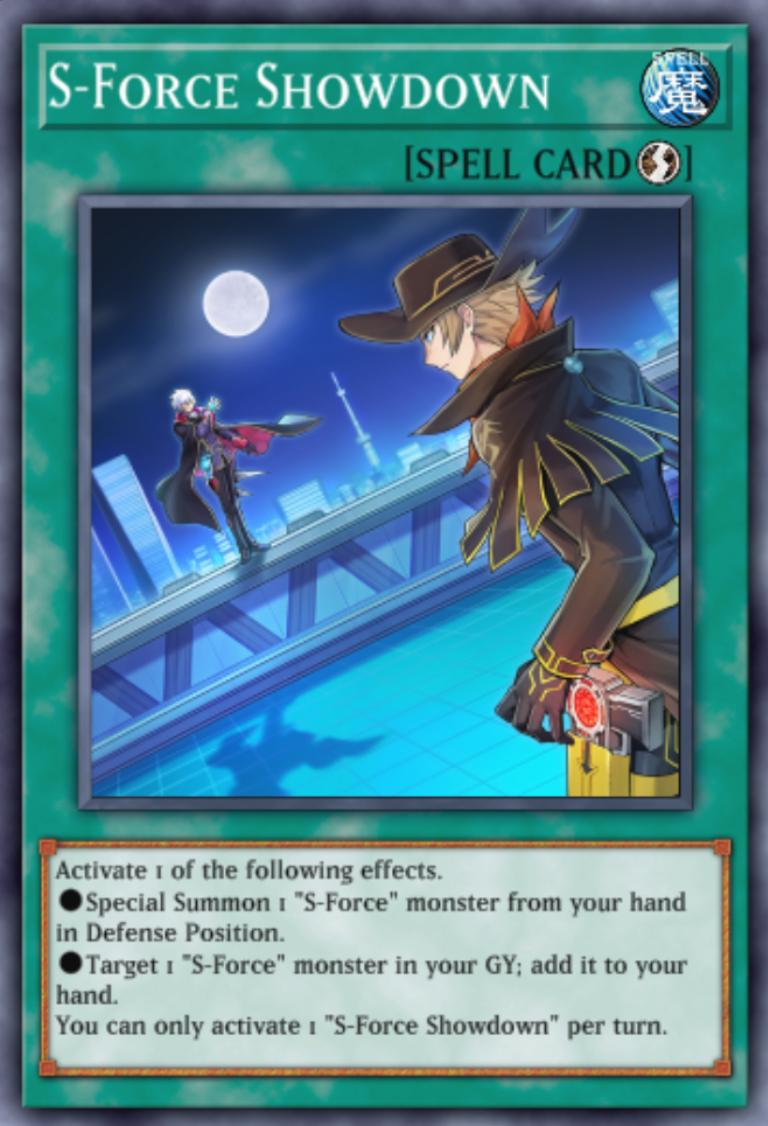 S-Force Showdown
SPELL
魔
[SPELL CARD]
Activate 1 of the following effects.
●Special Summon 1 "S-Force" monster from your hand
in Defense Position.
●Target 1 "S-Force" monster in your GY; add it to your
hand.
You can only activate 1 "S-Force Showdown" per turn.